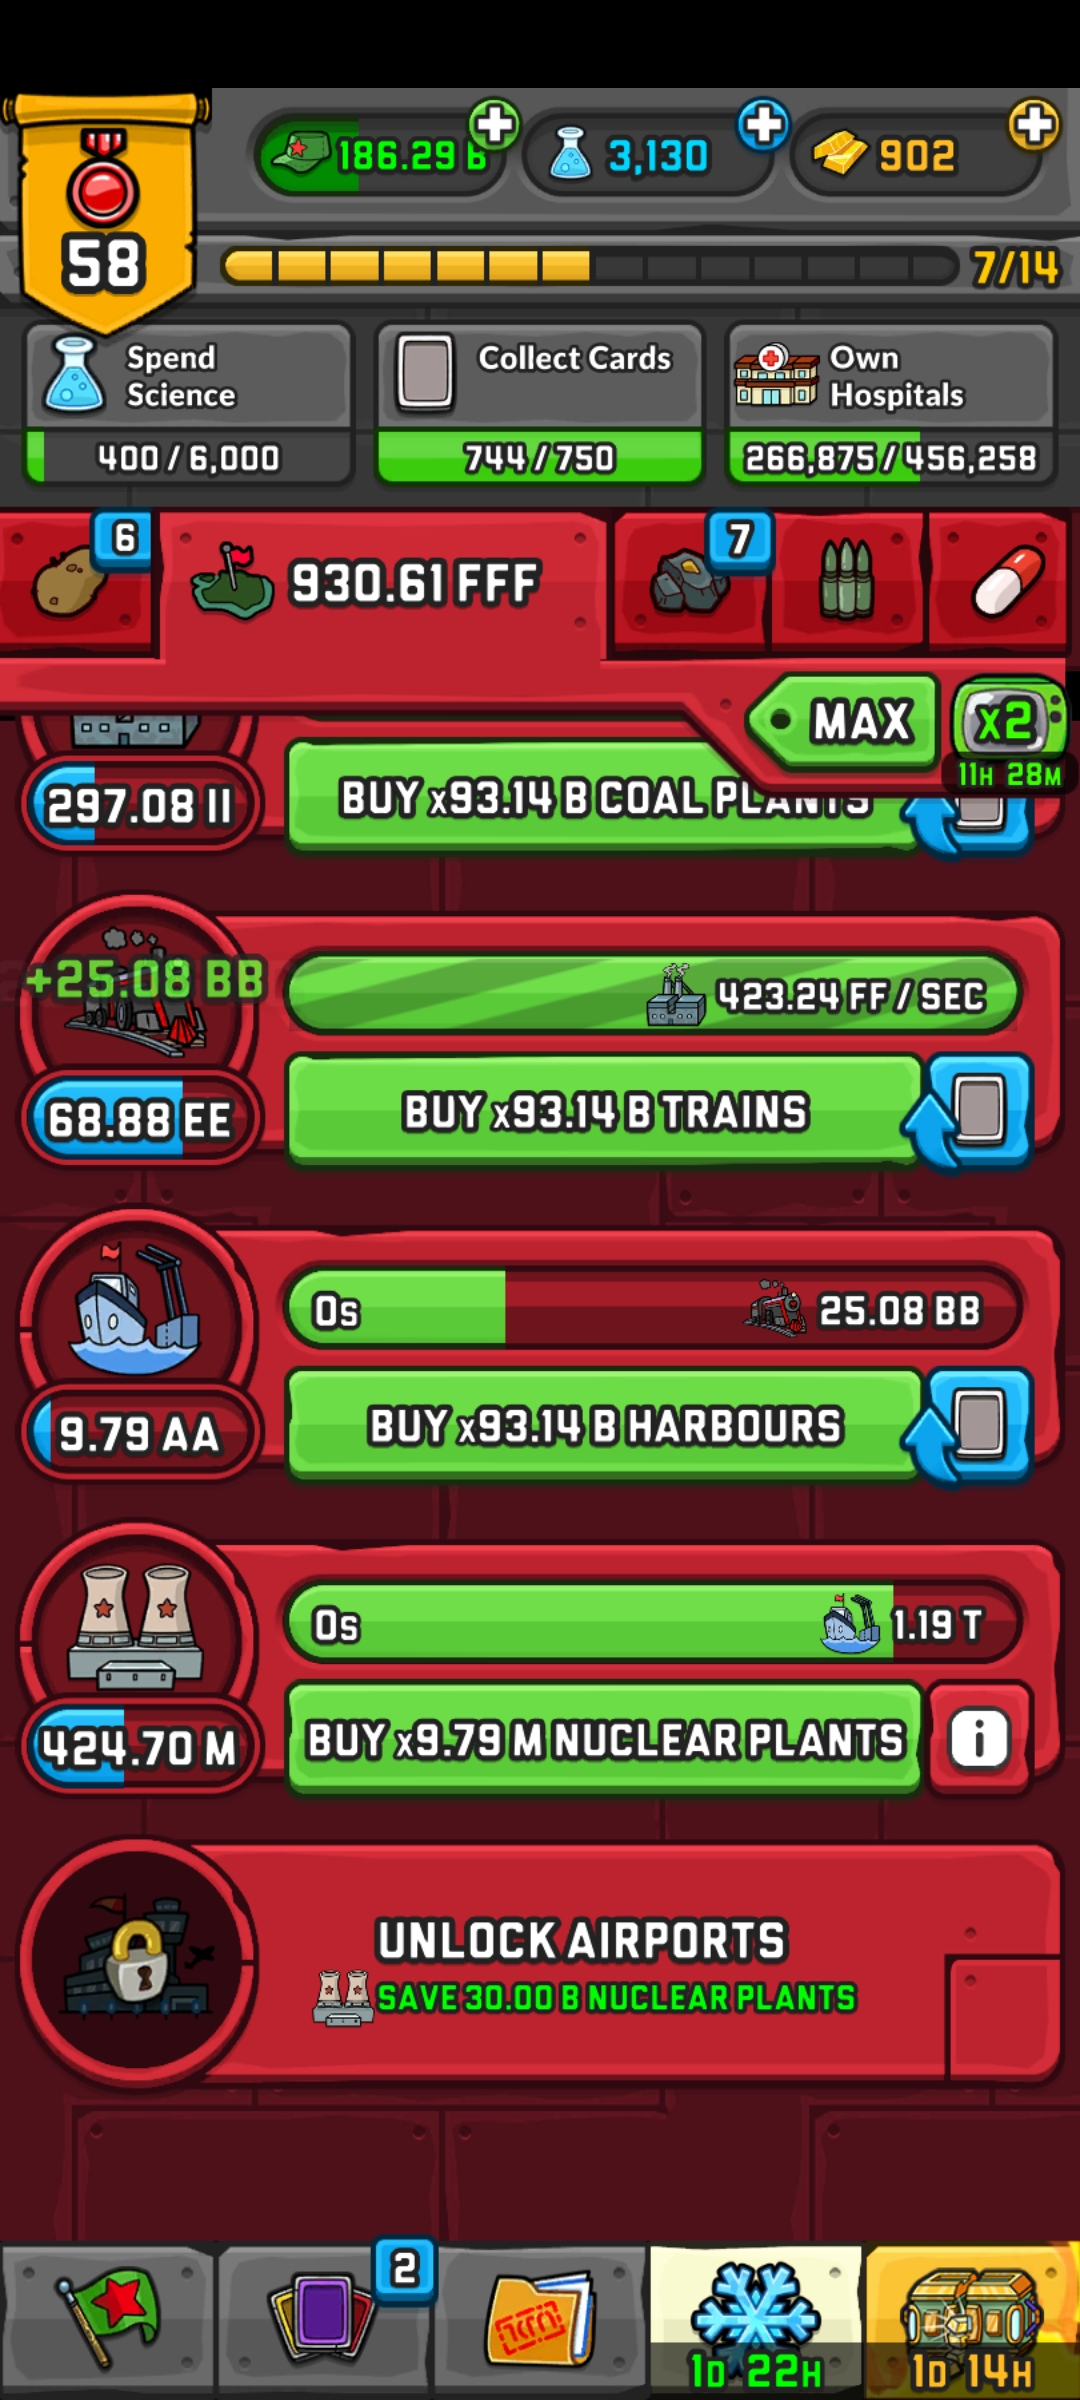 58
186.29 B
3,130
902
7/14
Spend
Science
400 / 6,000
Collect Cards
744 / 750
Own
Hospitals
266,875 / 456,258
6
930.61 FFF
7
MAX
x2
11H 28M
297.08 II
BUY x93.14 B COAL PLANTS
+25.08 BB
423.24 FF / SEC
68.88 EE
BUY x93.14 B TRAINS
0s
25.08 BB
9.79 AA
BUY x93.14 B HARBOURS
0s
1.19 T
424.70 M
BUY x9.79 M NUCLEAR PLANTS
i
UNLOCK AIRPORTS
SAVE 30.00 B NUCLEAR PLANTS
2
1D 22H
1D 14H